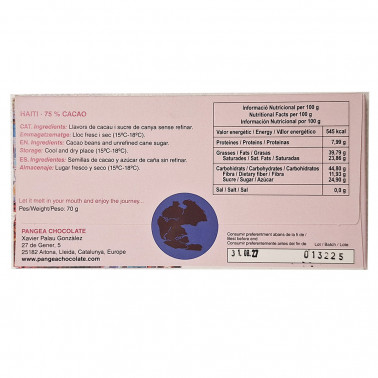 HAITI · 75 % CACAO
CAT. Ingredients: Llavors de cacau i sucre de canya sense refinar.
Emmagatzematge: Lloc fresc i sec (15ºC-18ºC).
EN. Ingredients: Cacao beans and unrefined cane sugar.
Storage: Cool and dry place (15ºC-18ºC).
ES. Ingredientes: Semillas de cacao y azúcar de caña sin refinar.
Almacenaje: Lugar fresco y seco (15ºC-18ºC).
Let it melt in your mouth and enjoy the journey...
Pes/Weight/Peso: 70 g
PANGEA CHOCOLATE
Xavier Palau González
27 de Gener, 5
25182 Aitona, Lleida, Catalunya, Europe
www.pangeachocolate.com
Informació Nutricional per 100 g
Nutritional Facts per 100 g
Información Nutricional por 100 g
Valor energètic / Energy / Valor energético 545 kcal
Proteïnes / Proteins / Proteínas 7,99 g
Grasses / Fats / Grasas 39,79 g
Saturades / Sat. Fats / Saturadas 23,86 g
Carbohidrats / Carbohydrates / Carbohidratos 44,80 g
Fibra / Dietary fiber / Fibra 11,93 g
Sucre / Sugar / Azúcar 24,90 g
Sal / Salt / Sal 0,0 g
Consumir preferentment abans de la fi de /
Best before end /
Consumir preferentemente antes del fin de
Lot / Batch / Lote
31 08. 27
013225